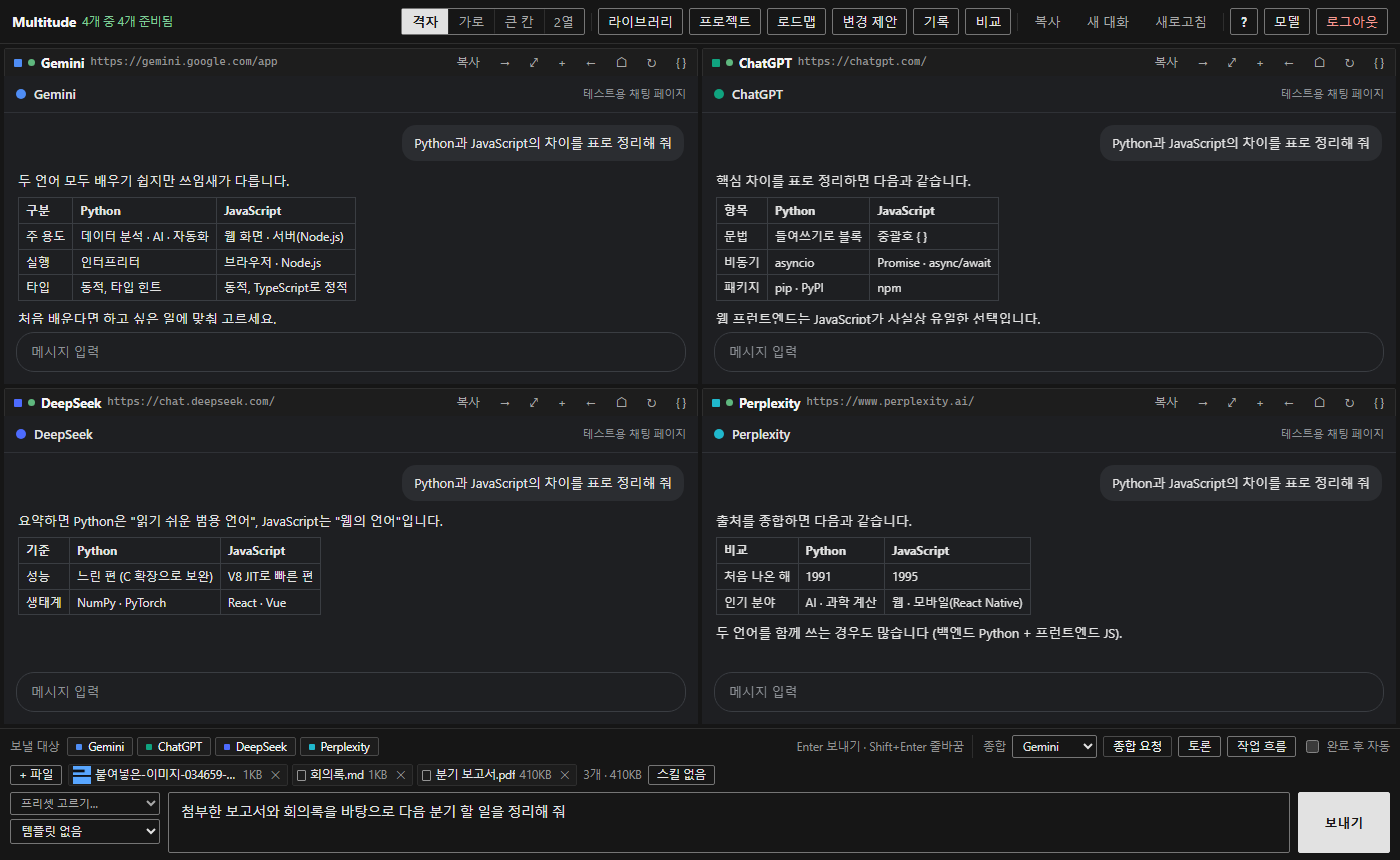 Multitude 4개 중 4개 준비됨 격자 가로 큰 칸 2열 라이브러리 프로젝트 로드맵 변경 제안 기록 비교 복사 새 대화 새로고침 ? 모델 로그아웃
Gemini https://gemini.google.com/app 복사 → ⤢ + ← ☖ ↻ { }
Gemini 테스트용 채팅 페이지
Python과 JavaScript의 차이를 표로 정리해 줘
두 언어 모두 배우기 쉽지만 쓰임새가 다릅니다.
구분 Python JavaScript
주 용도 데이터 분석 · AI · 자동화 웹 화면 · 서버(Node.js)
실행 인터프리터 브라우저 · Node.js
타입 동적, 타입 힌트 동적, TypeScript로 정적
처음 배운다면 하고 싶은 일에 맞춰 고르세요.
메시지 입력
ChatGPT https://chatgpt.com/ 복사 → ⤢ + ← ☖ ↻ { }
ChatGPT 테스트용 채팅 페이지
Python과 JavaScript의 차이를 표로 정리해 줘
핵심 차이를 표로 정리하면 다음과 같습니다.
항목 Python JavaScript
문법 들여쓰기로 블록 중괄호 { }
비동기 asyncio Promise · async/await
패키지 pip · PyPI npm
웹 프런트엔드는 JavaScript가 사실상 유일한 선택입니다.
메시지 입력
DeepSeek https://chat.deepseek.com/ 복사 → ⤢ + ← ☖ ↻ { }
DeepSeek 테스트용 채팅 페이지
Python과 JavaScript의 차이를 표로 정리해 줘
요약하면 Python은 "읽기 쉬운 범용 언어", JavaScript는 "웹의 언어"입니다.
기준 Python JavaScript
성능 느린 편 (C 확장으로 보완) V8 JIT로 빠른 편
생태계 NumPy · PyTorch React · Vue
메시지 입력
Perplexity https://www.perplexity.ai/ 복사 → ⤢ + ← ☖ ↻ { }
Perplexity 테스트용 채팅 페이지
Python과 JavaScript의 차이를 표로 정리해 줘
출처를 종합하면 다음과 같습니다.
비교 Python JavaScript
처음 나온 해 1991 1995
인기 분야 AI · 과학 계산 웹 · 모바일(React Native)
두 언어를 함께 쓰는 경우도 많습니다 (백엔드 Python + 프런트엔드 JS).
메시지 입력
보낼 대상 Gemini ChatGPT DeepSeek Perplexity Enter 보내기 · Shift+Enter 줄바꿈 종합 Gemini 종합 요청 토론 작업 흐름 완료 후 자동
+ 파일 붙여넣은-이미지-034659-... 1KB × 회의록.md 1KB × 분기 보고서.pdf 410KB × 3개 · 410KB 스킬 없음
프리셋 고르기...
템플릿 없음
첨부한 보고서와 회의록을 바탕으로 다음 분기 할 일을 정리해 줘
보내기